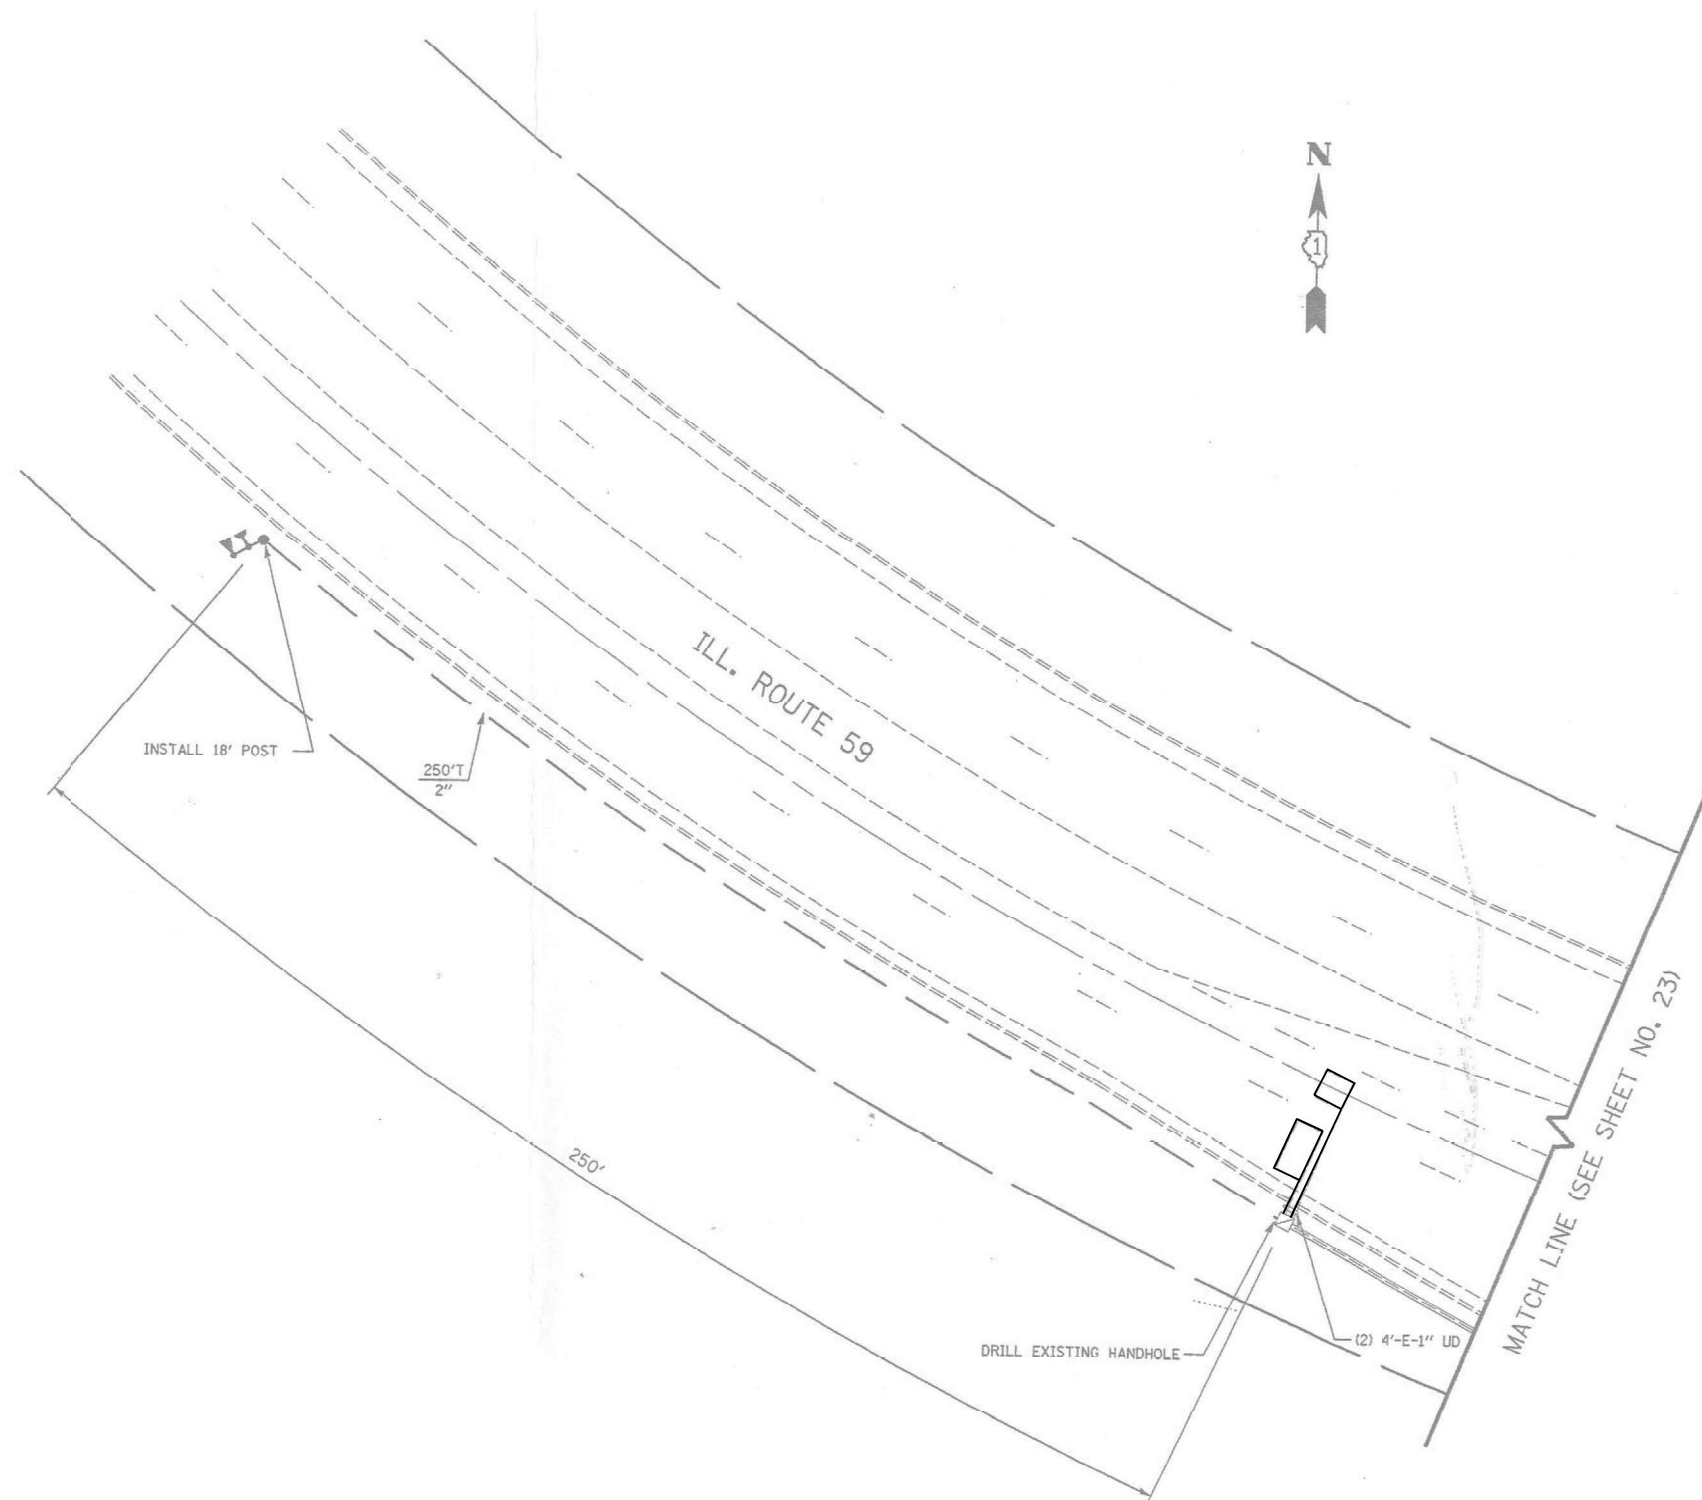 N
1
ILL. ROUTE 59
INSTALL 18' POST
250'T
2"
250'
DRILL EXISTING HANDHOLE
(2) 4'-E-1" UD
MATCH LINE (SEE SHEET NO. 23)